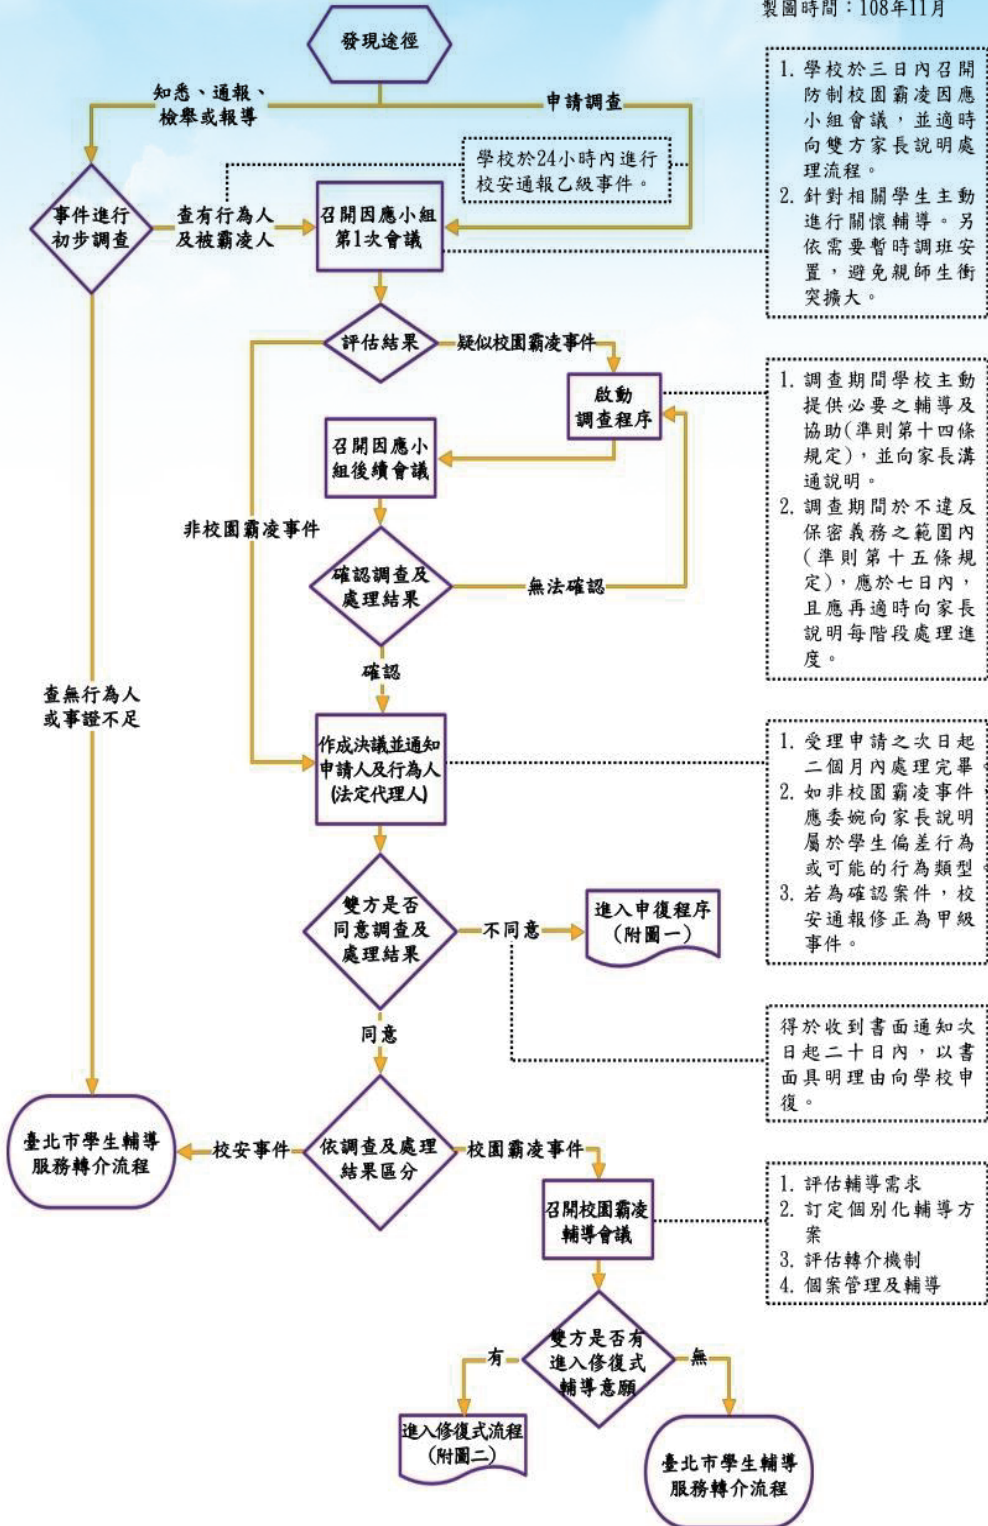 製圖時間：108年11月
發現途徑
知悉、通報、
檢舉或報導
申請調查
學校於24小時內進行
校安通報乙級事件。
1. 學校於三日內召開
防制校園霸凌因應
小組會議，並適時
向雙方家長說明處
理流程。
2. 針對相關學生主動
進行關懷輔導。另
依需要暫時調班安
置，避免親師生衝
突擴大。
事件進行
初步調查
查有行為人
及被霸凌人
召開因應小組
第1次會議
評估結果
疑似校園霸凌事件
啟動
調查程序
1. 調查期間學校主動
提供必要之輔導及
協助(準則第十四條
規定)，並向家長溝
通說明。
2. 調查期間於不違反
保密義務之範圍內
(準則第十五條規
定)，應於七日內，
且應再適時向家長
說明每階段處理進
度。
召開因應小
組後續會議
非校園霸凌事件
確認調查及
處理結果
無法確認
確認
查無行為人
或事證不足
作成決議並通知
申請人及行為人
(法定代理人)
1. 受理申請之次日起
二個月內處理完畢。
2. 如非校園霸凌事件，
應委婉向家長說明
屬於學生偏差行為
或可能的行為類型。
3. 若為確認案件，校
安通報修正為甲級
事件。
雙方是否
同意調查及
處理結果
不同意
進入申復程序
(附圖一)
同意
得於收到書面通知次
日起二十日內，以書
面具明理由向學校申
復。
臺北市學生輔導
服務轉介流程
校安事件
依調查及處理
結果區分
校園霸凌事件
召開校園霸凌
輔導會議
1. 評估輔導需求
2. 訂定個別化輔導方
案
3. 評估轉介機制
4. 個案管理及輔導
雙方是否有
進入修復式
輔導意願
有
無
進入修復式流程
(附圖二)
臺北市學生輔導
服務轉介流程